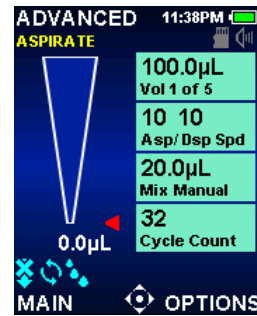 ADVANCED 11:38PM
ASPIRATE
100.0µL
Vol 1 of 5
10 10
Asp/Dsp Spd
20.0µL
Mix Manual
32
Cycle Count
0.0µL
MAIN OPTIONS